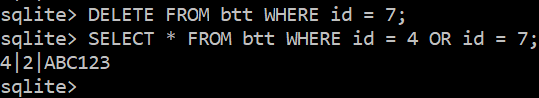 sqlite> DELETE FROM btt WHERE id = 7;
sqlite> SELECT * FROM btt WHERE id = 4 OR id = 7;
4|2|ABC123
sqlite>